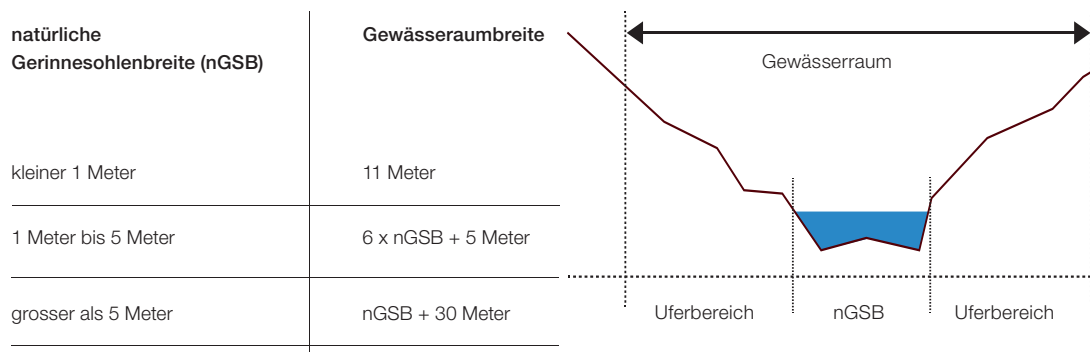 natürliche
Gerinnesohlenbreite (nGSB)
Gewässeraumbreite
kleiner 1 Meter
11 Meter
1 Meter bis 5 Meter
6 x nGSB + 5 Meter
grosser als 5 Meter
nGSB + 30 Meter
Gewässerraum
Uferbereich
nGSB
Uferbereich